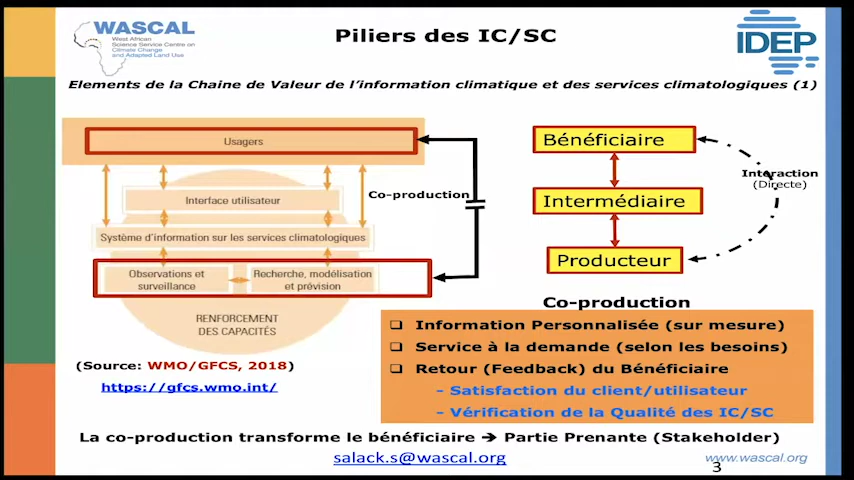 WASCAL
West African
Science Service Centre on
Climate Change
and Adapted Land Use
Piliers des IC/SC
IDEP
Elements de la Chaine de Valeur de l'information climatique et des services climatologiques (1)
Usagers
Interface utilisateur
Système d'information sur les services climatologiques
Observations et
surveillance
Recherche, modélisation
et prévision
RENFORCEMENT
DES CAPACITÉS
Co-production
(Source: WMO/GFCS, 2018)
https://gfcs.wmo.int/
Bénéficiaire
Intermédiaire
Producteur
Interaction
(Directe)
Co-production
❑ Information Personnalisée (sur mesure)
❑ Service à la demande (selon les besoins)
❑ Retour (Feedback) du Bénéficiaire
- Satisfaction du client/utilisateur
- Vérification de la Qualité des IC/SC
La co-production transforme le bénéficiaire ➔ Partie Prenante (Stakeholder)
salack.s@wascal.org
www.wascal.org
3